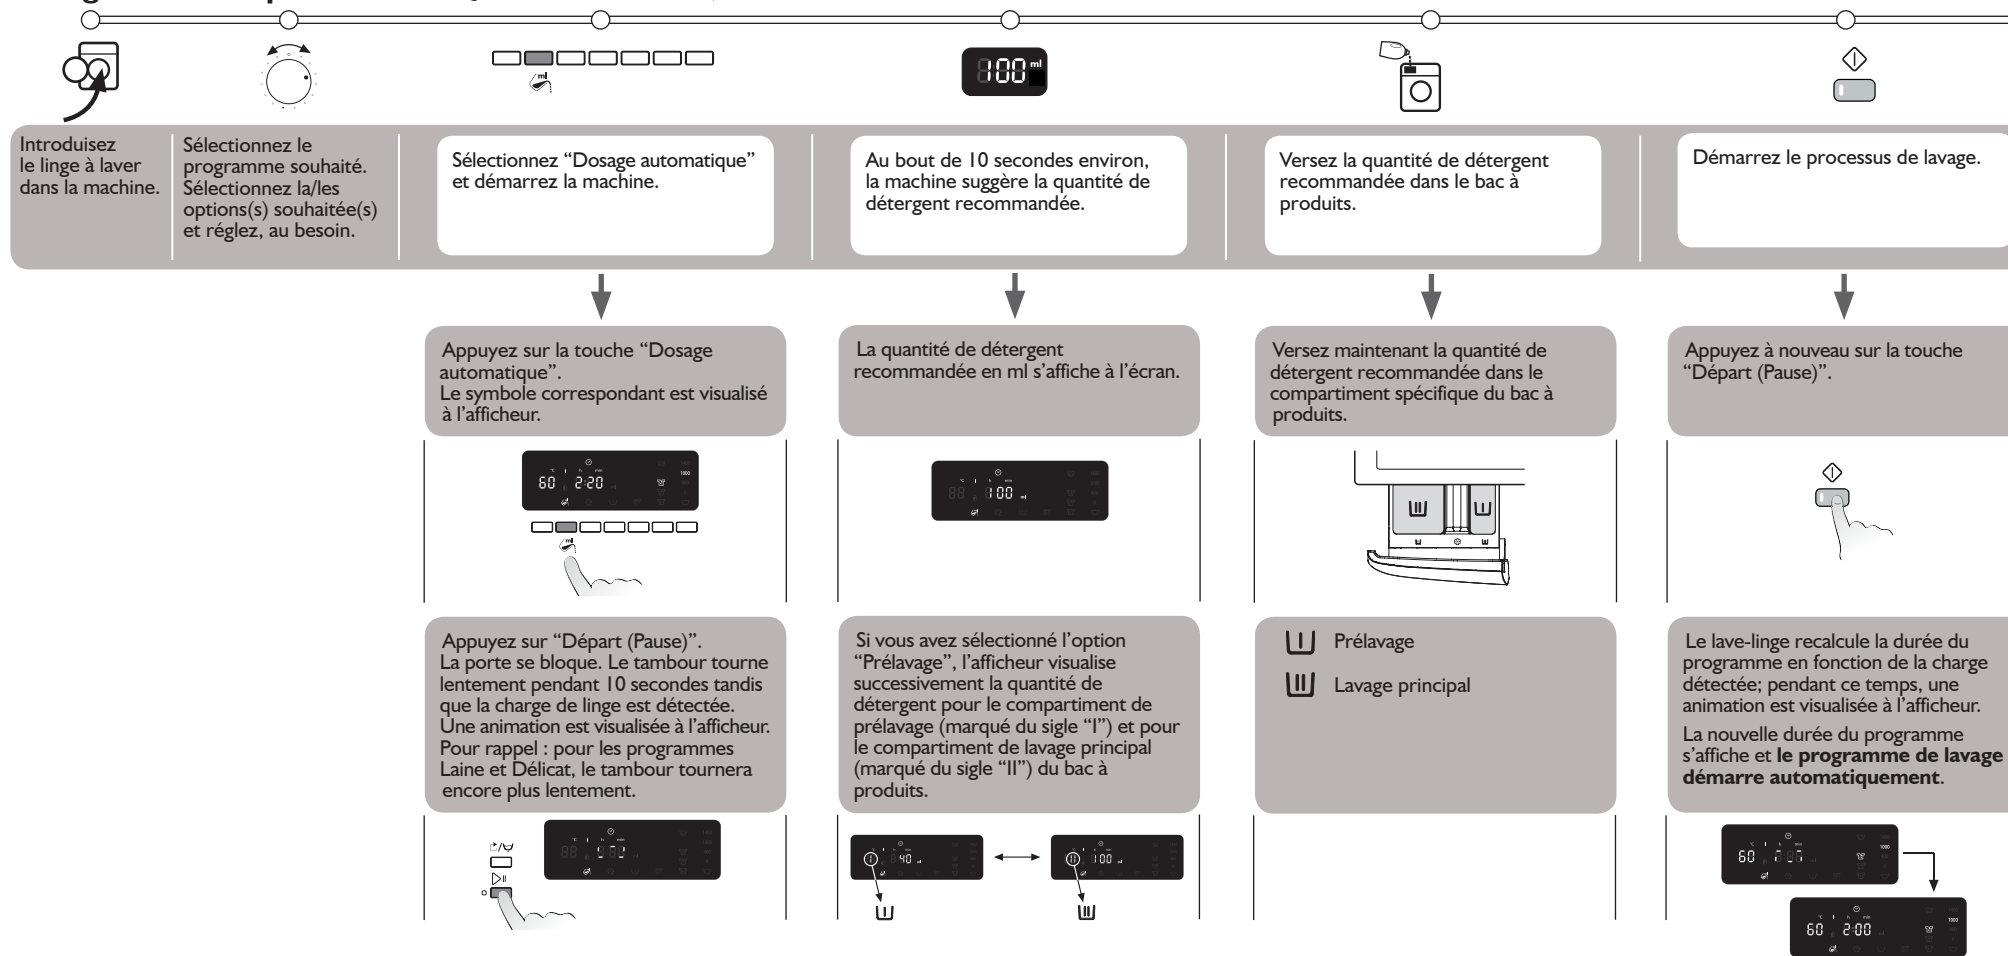 ml
100 ml
Introduisez
le linge à laver
dans la machine.
Sélectionnez le
programme souhaité.
Sélectionnez la/les
options(s) souhaitée(s)
et réglez, au besoin.
Sélectionnez “Dosage automatique”
et démarrez la machine.
Au bout de 10 secondes environ,
la machine suggère la quantité de
détergent recommandée.
Versez la quantité de détergent
recommandée dans le bac à
produits.
Démarrez le processus de lavage.
Appuyez sur la touche “Dosage
automatique”.
Le symbole correspondant est visualisé
à l’afficheur.
°C h min
60 2:20
1000
ml
Appuyez sur “Départ (Pause)”.
La porte se bloque. Le tambour tourne
lentement pendant 10 secondes tandis
que la charge de linge est détectée.
Une animation est visualisée à l’afficheur.
Pour rappel : pour les programmes
Laine et Délicat, le tambour tournera
encore plus lentement.
La quantité de détergent
recommandée en ml s’affiche à l’écran.
100 ml
Si vous avez sélectionné l’option
“Prélavage”, l’afficheur visualise
successivement la quantité de
détergent pour le compartiment de
prélavage (marqué du sigle “I”) et pour
le compartiment de lavage principal
(marqué du sigle “II”) du bac à
produits.
I 40
II 100
Versez maintenant la quantité de
détergent recommandée dans le
compartiment spécifique du bac à
produits.
Prélavage
Lavage principal
Appuyez à nouveau sur la touche
“Départ (Pause)”.
Le lave-linge recalcule la durée du
programme en fonction de la charge
détectée; pendant ce temps, une
animation est visualisée à l’afficheur.
La nouvelle durée du programme
s’affiche et le programme de lavage
démarre automatiquement.
60
1000
60 2:00
1000